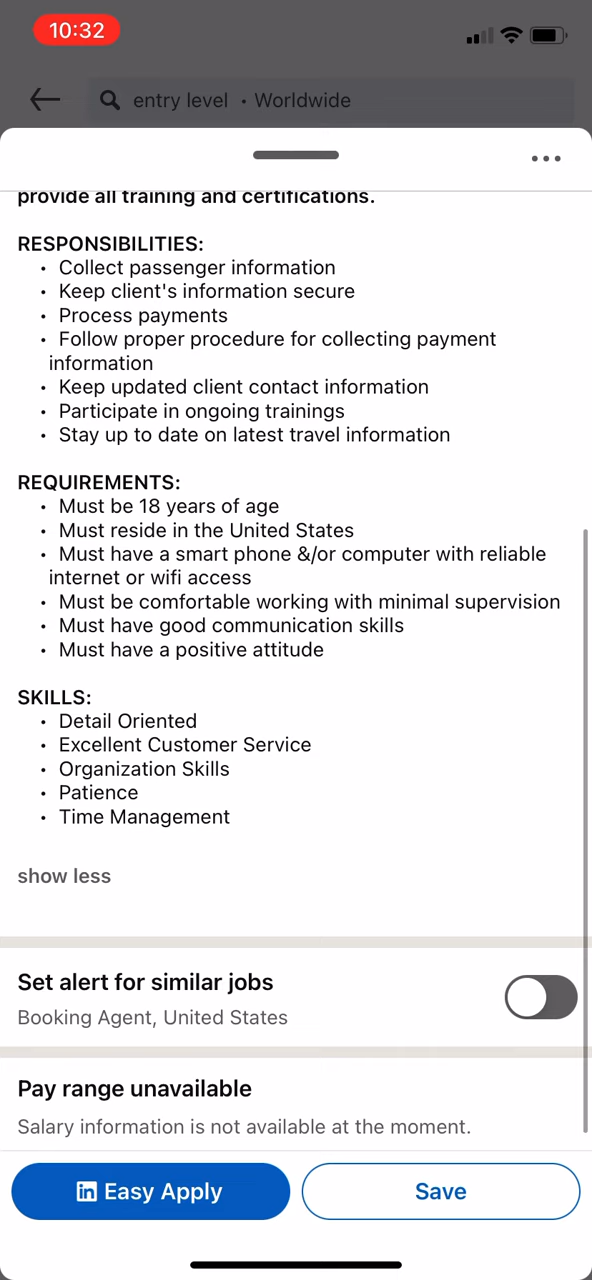 10:32
entry level • Worldwide
provide all training and certifications.
RESPONSIBILITIES:
• Collect passenger information
• Keep client's information secure
• Process payments
• Follow proper procedure for collecting payment
information
• Keep updated client contact information
• Participate in ongoing trainings
• Stay up to date on latest travel information
REQUIREMENTS:
• Must be 18 years of age
• Must reside in the United States
• Must have a smart phone &/or computer with reliable
internet or wifi access
• Must be comfortable working with minimal supervision
• Must have good communication skills
• Must have a positive attitude
SKILLS:
• Detail Oriented
• Excellent Customer Service
• Organization Skills
• Patience
• Time Management
show less
Set alert for similar jobs
Booking Agent, United States
Pay range unavailable
Salary information is not available at the moment.
in Easy Apply
Save